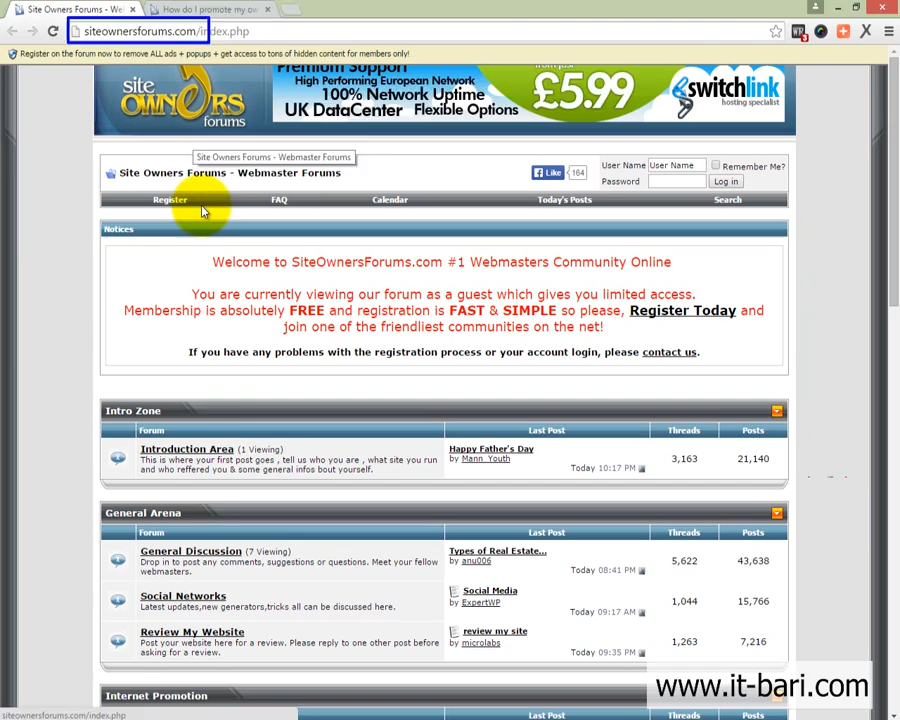 Site Owners Forums - We
How do I promote my ow
siteownersforums.com/index.php
Register on the forum now to remove ALL ads + popups + get access to tons of hidden content for members only!
site OWNERS forums
Premium Support
High Performing European Network
100% Network Uptime
UK DataCenter Flexible Options
£5.99
switchlink
hosting specialist
Site Owners Forums - Webmaster Forums
Site Owners Forums - Webmaster Forums
Like 164
User Name User Name Remember Me?
Password Log in
Register FAQ Calendar Today's Posts Search
Notices
Welcome to SiteOwnersForums.com #1 Webmasters Community Online
You are currently viewing our forum as a guest which gives you limited access.
Membership is absolutely FREE and registration is FAST & SIMPLE so please, Register Today and
join one of the friendliest communities on the net!
If you have any problems with the registration process or your account login, please contact us.
Intro Zone
Forum Last Post Threads Posts
Introduction Area (1 Viewing)
This is where your first post goes , tell us who you are , what site you run
and who reffered you & some general infos bout yourself.
Happy Father's Day
by Mann_Youth
Today 10:17 PM
3,163 21,140
General Arena
Forum Last Post Threads Posts
General Discussion (7 Viewing)
Drop in to post any comments, suggestions or questions. Meet your fellow
webmasters.
Types of Real Estate...
by anu006
Today 08:41 PM
5,622 43,638
Social Networks
Latest updates,new generators,tricks all can be discussed here.
Social Media
by ExpertWP
Today 09:17 AM
1,044 15,766
Review My Website
Post your website here for a review. Please reply to one other post before
asking for a review.
review my site
by microlabs
Today 09:35 PM
1,263 7,216
Internet Promotion
Last Post Threads Posts
siteownersforums.com/index.php
www.it-bari.com